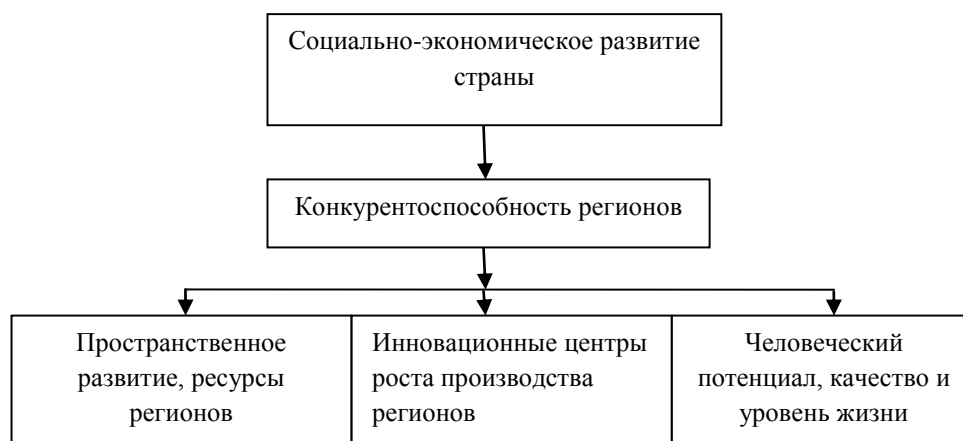 Социально-экономическое развитие
страны
Конкурентоспособность регионов
Пространственное
развитие, ресурсы
регионов
Инновационные центры
роста производства
регионов
Человеческий
потенциал, качество и
уровень жизни